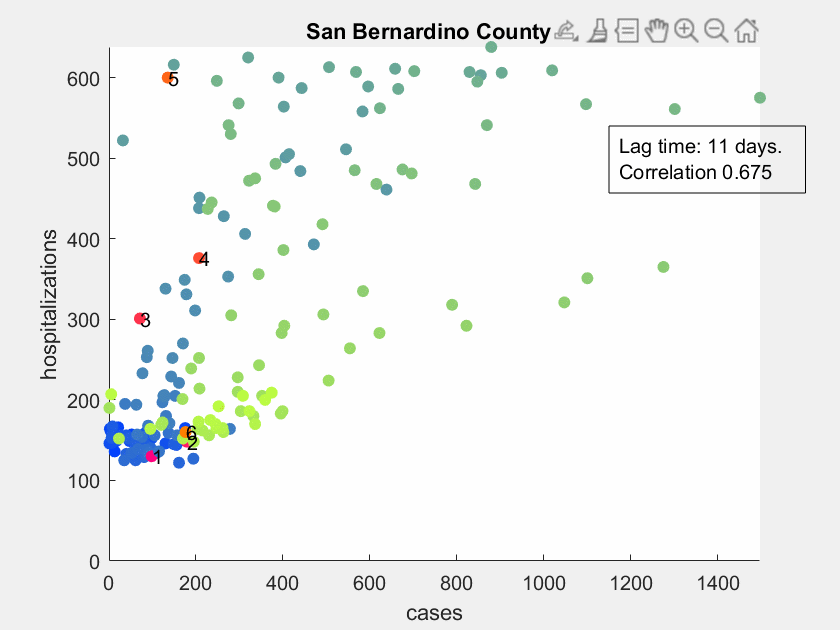 San Bernardino County
600
500
400
300
200
100
0
hospitalizations
0 200 400 600 800 1000 1200 1400
cases
Lag time: 11 days.
Correlation 0.675
5
4
3
6
2
1